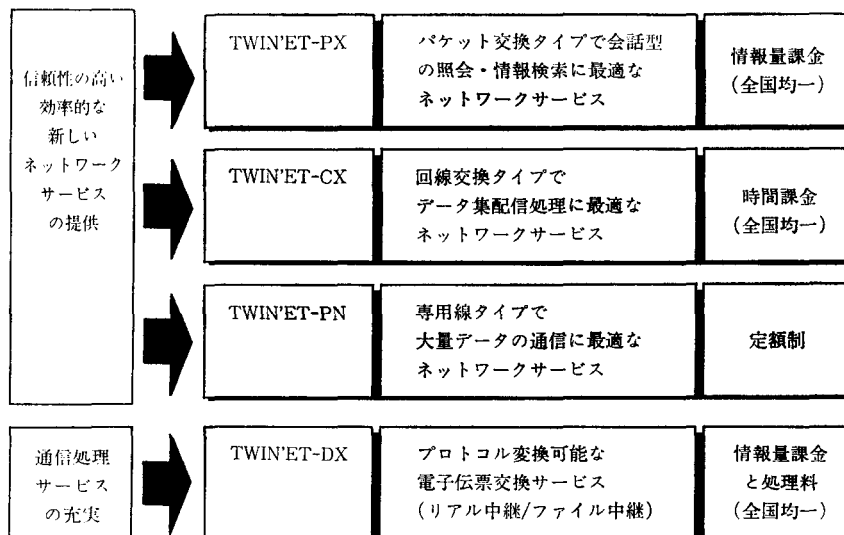 信頼性の高い
効率的な
新しい
ネットワーク
サービス
の提供
TWIN'ET-PX
パケット交換タイプで会話型
の照会・情報検索に最適な
ネットワークサービス
情報量課金
(全国均一)
TWIN'ET-CX
回線交換タイプで
データ集配信処理に最適な
ネットワークサービス
時間課金
(全国均一)
TWIN'ET-PN
専用線タイプで
大量データの通信に最適な
ネットワークサービス
定額制
通信処理
サービス
の充実
TWIN'ET-DX
プロトコル変換可能な
電子伝票交換サービス
(リアル中継/ファイル中継)
情報量課金
と処理料
(全国均一)